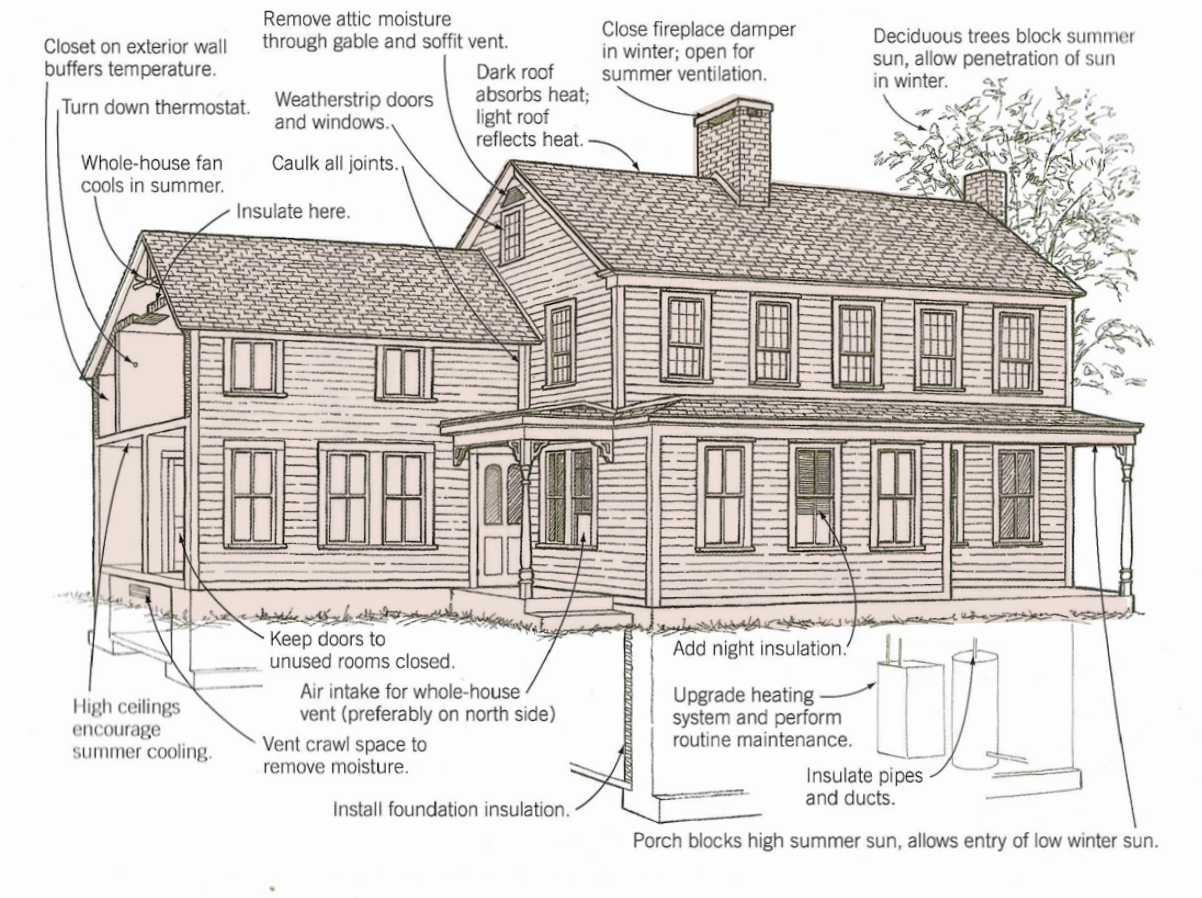 Remove attic moisture
through gable and soffit vent.
Closet on exterior wall
buffers temperature.
Close fireplace damper
in winter; open for
summer ventilation.
Deciduous trees block summer
sun, allow penetration of sun
in winter.
Turn down thermostat.
Weatherstrip doors
and windows.
Dark roof
absorbs heat;
light roof
reflects heat.
Whole-house fan
cools in summer.
Caulk all joints.
Insulate here.
Keep doors to
unused rooms closed.
Add night insulation.
Air intake for whole-house
vent (preferably on north side)
Upgrade heating
system and perform
routine maintenance.
High ceilings
encourage
summer cooling.
Vent crawl space to
remove moisture.
Insulate pipes
and ducts.
Install foundation insulation.
Porch blocks high summer sun, allows entry of low winter sun.